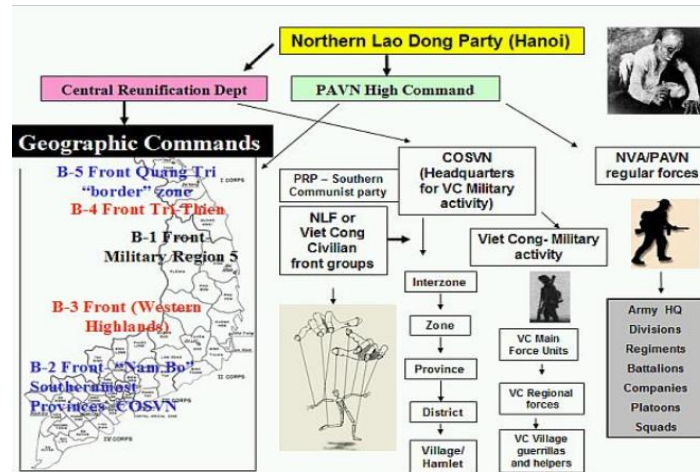 Northern Lao Dong Party (Hanoi)
Central Reunification Dept
PAVN High Command
Geographic Commands
B-5 Front Quang Tri
"border" zone
B-4 Front Tri-Thien
B-1 Front-
Military Region 5
B-3 Front (Western
Highlands)
B-2 Front- "Nam Bo"
Southernmost
Provinces- COSVN
I CORPS
II CORPS
III CORPS
IV CORPS
PRP – Southern
Communist party
COSVN
(Headquarters
for VC Military
activity)
NVA/PAVN
regular forces
NLF or
Viet Cong
Civilian
front groups
Viet Cong- Military
activity
Interzone
Zone
Province
District
Village/
Hamlet
VC Main
Force Units
VC Regional
forces
VC Village
guerrillas
and helpers
Army HQ
Divisions
Regiments
Battalions
Companies
Platoons
Squads